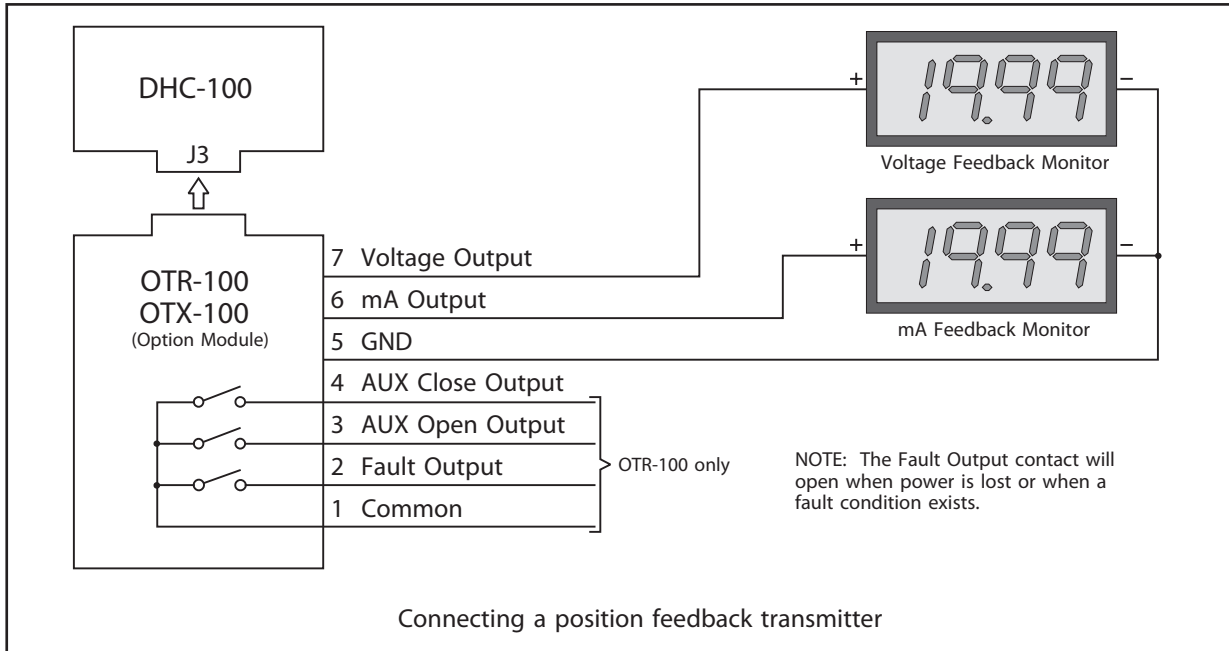 DHC-100
J3
OTR-100
OTX-100
(Option Module)
7 Voltage Output
6 mA Output
5 GND
4 AUX Close Output
3 AUX Open Output
2 Fault Output
1 Common
OTR-100 only
+ 19.99 −
Voltage Feedback Monitor
+ 19.99 −
mA Feedback Monitor
NOTE: The Fault Output contact will
open when power is lost or when a
fault condition exists.
Connecting a position feedback transmitter